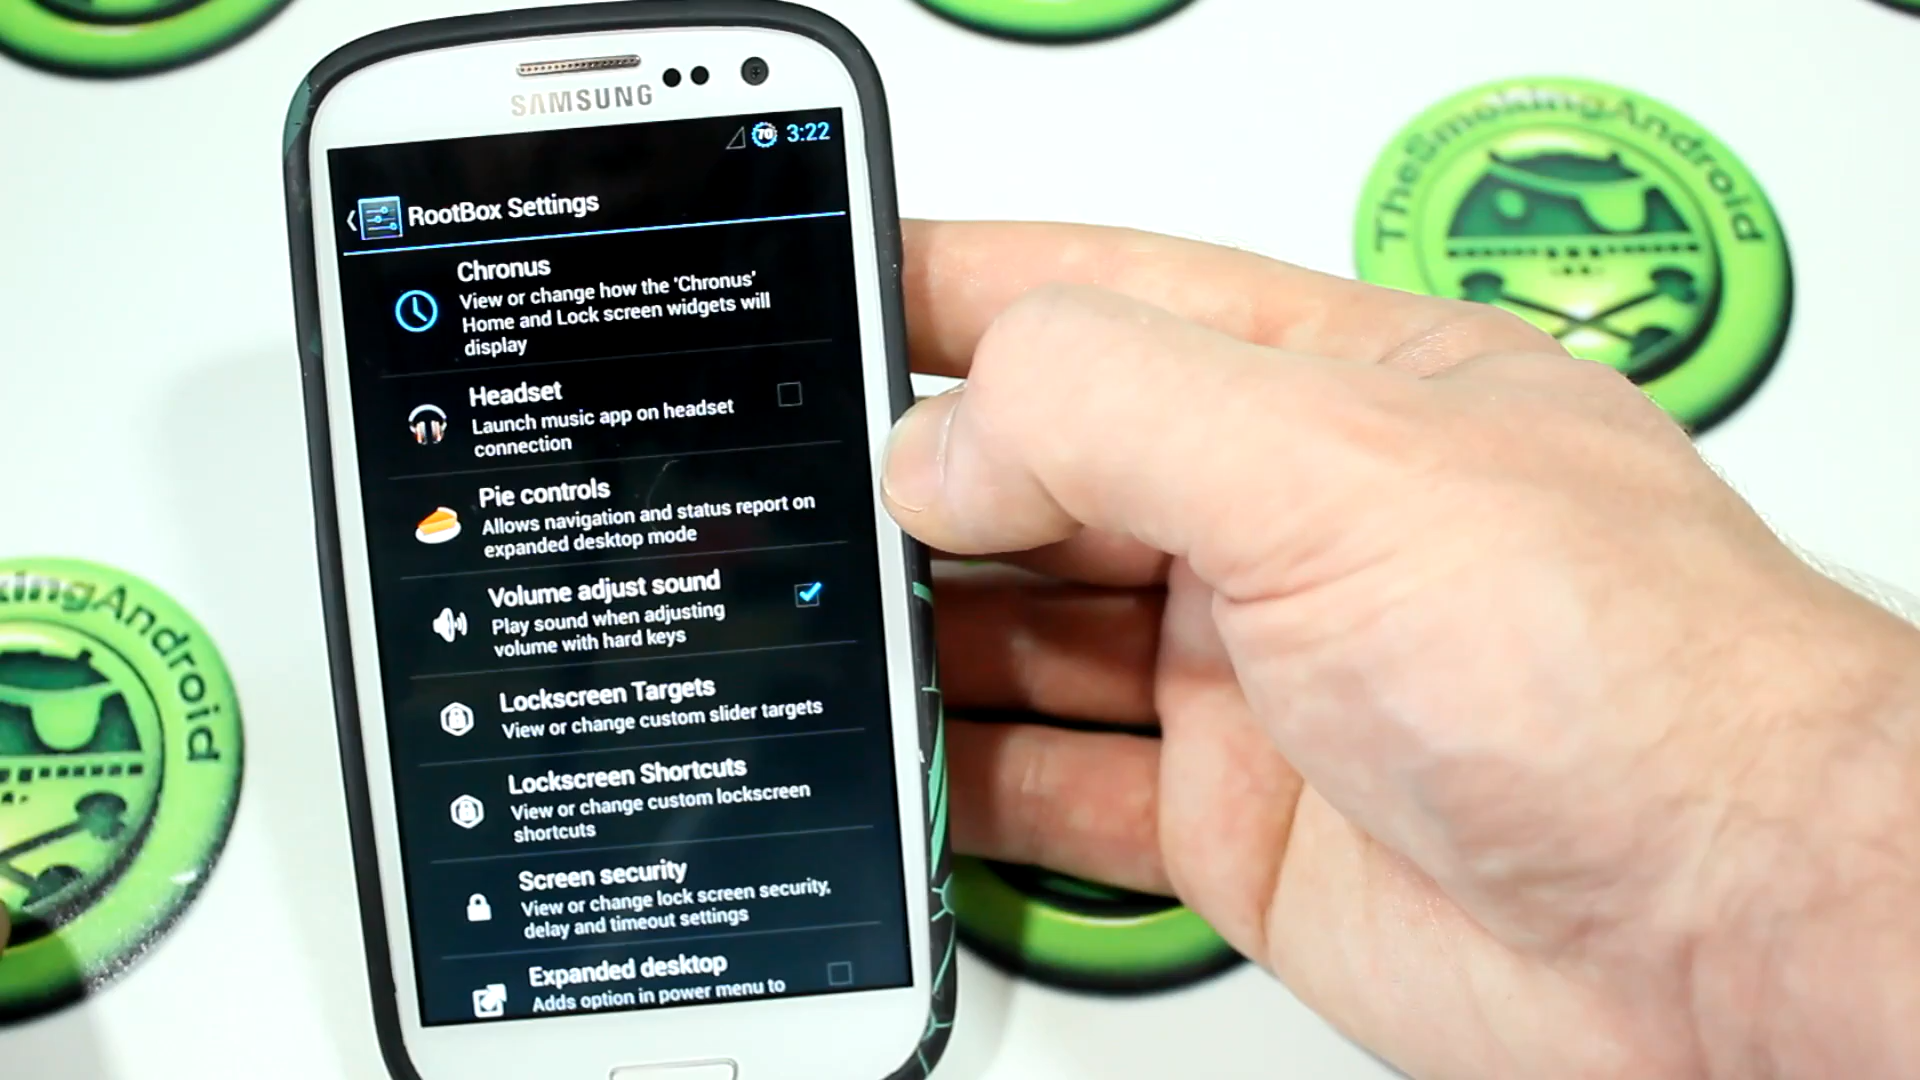 SAMSUNG
70 3:22
RootBox Settings
Chronus
View or change how the 'Chronus'
Home and Lock screen widgets will
display
Headset
Launch music app on headset
connection
Pie controls
Allows navigation and status report on
expanded desktop mode
Volume adjust sound
Play sound when adjusting
volume with hard keys
Lockscreen Targets
View or change custom slider targets
Lockscreen Shortcuts
View or change custom lockscreen
shortcuts
Screen security
View or change lock screen security,
delay and timeout settings
Expanded desktop
Adds option in power menu to
TheSmokingAndroid
kingAndroid